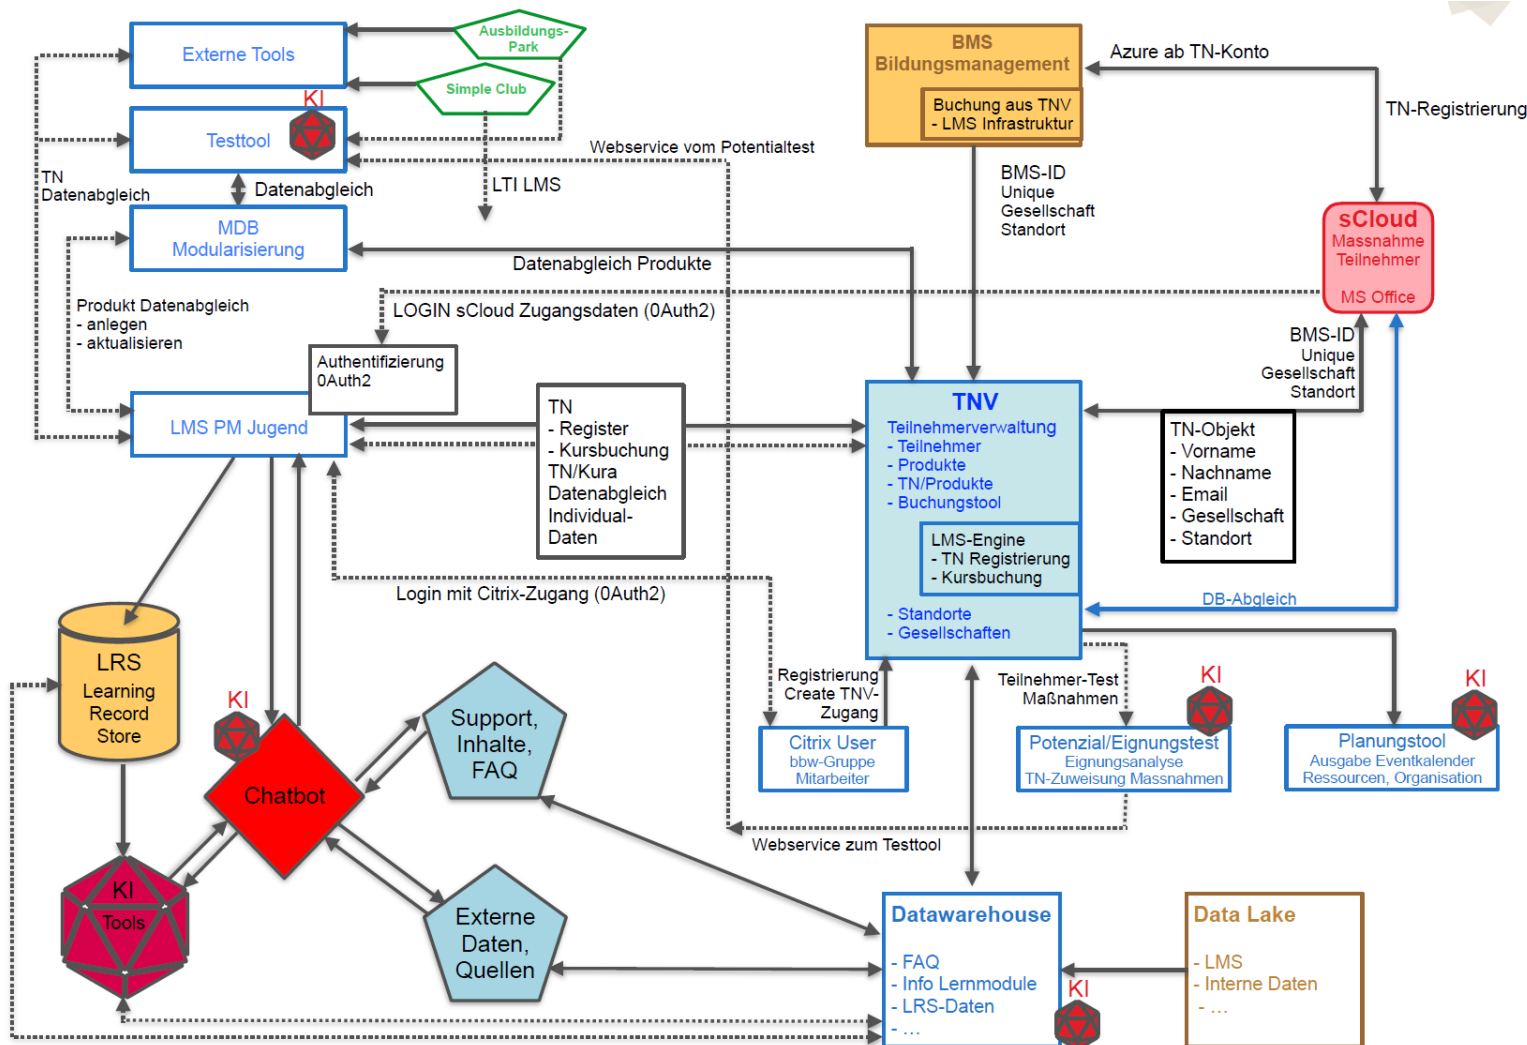 Externe Tools
Ausbildungs-
Park
Simple Club
KI
Testtool
TN
Datenabgleich
Datenabgleich
LTI LMS
Webservice vom Potentialtest
MDB
Modularisierung
Datenabgleich Produkte
Produkt Datenabgleich
- anlegen
- aktualisieren
LOGIN sCloud Zugangsdaten (0Auth2)
Authentifizierung
0Auth2
LMS PM Jugend
BMS
Bildungsmanagement
Buchung aus TNV
- LMS Infrastruktur
Azure ab TN-Konto
TN-Registrierung
BMS-ID
Unique
Gesellschaft
Standort
sCloud
Massnahme
Teilnehmer
MS Office
BMS-ID
Unique
Gesellschaft
Standort
TN
- Register
- Kursbuchung
TN/Kura
Datenabgleich
Individual-
Daten
TNV
Teilnehmerverwaltung
- Teilnehmer
- Produkte
- TN/Produkte
- Buchungstool
LMS-Engine
- TN Registrierung
- Kursbuchung
- Standorte
- Gesellschaften
TN-Objekt
- Vorname
- Nachname
- Email
- Gesellschaft
- Standort
DB-Abgleich
Login mit Citrix-Zugang (0Auth2)
LRS
Learning
Record
Store
KI
Chatbot
Support,
Inhalte,
FAQ
Registrierung
Create TNV-
Zugang
Citrix User
bbw-Gruppe
Mitarbeiter
Teilnehmer-Test
Maßnahmen
KI
Potenzial/Eignungstest
Eignungsanalyse
TN-Zuweisung Massnahmen
KI
Planungstool
Ausgabe Eventkalender
Ressourcen, Organisation
Webservice zum Testtool
KI
Tools
Externe
Daten,
Quellen
Datawarehouse
- FAQ
- Info Lernmodule
- LRS-Daten
- ...
KI
Data Lake
- LMS
- Interne Daten
- ...